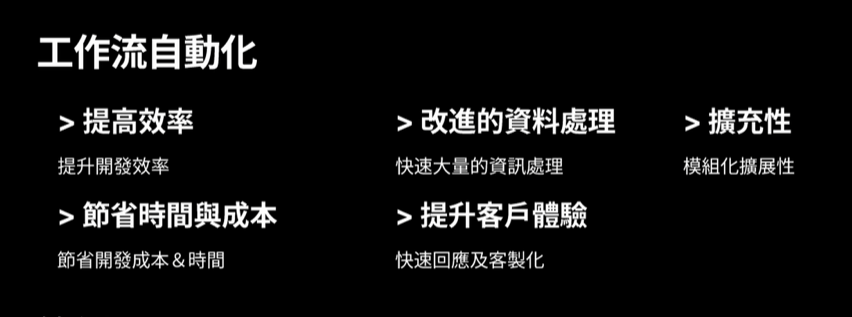 工作流自動化
> 提高效率
提升開發效率
> 改進的資料處理
快速大量的資訊處理
> 擴充性
模組化擴展性
> 節省時間與成本
節省開發成本＆時間
> 提升客戶體驗
快速回應及客製化